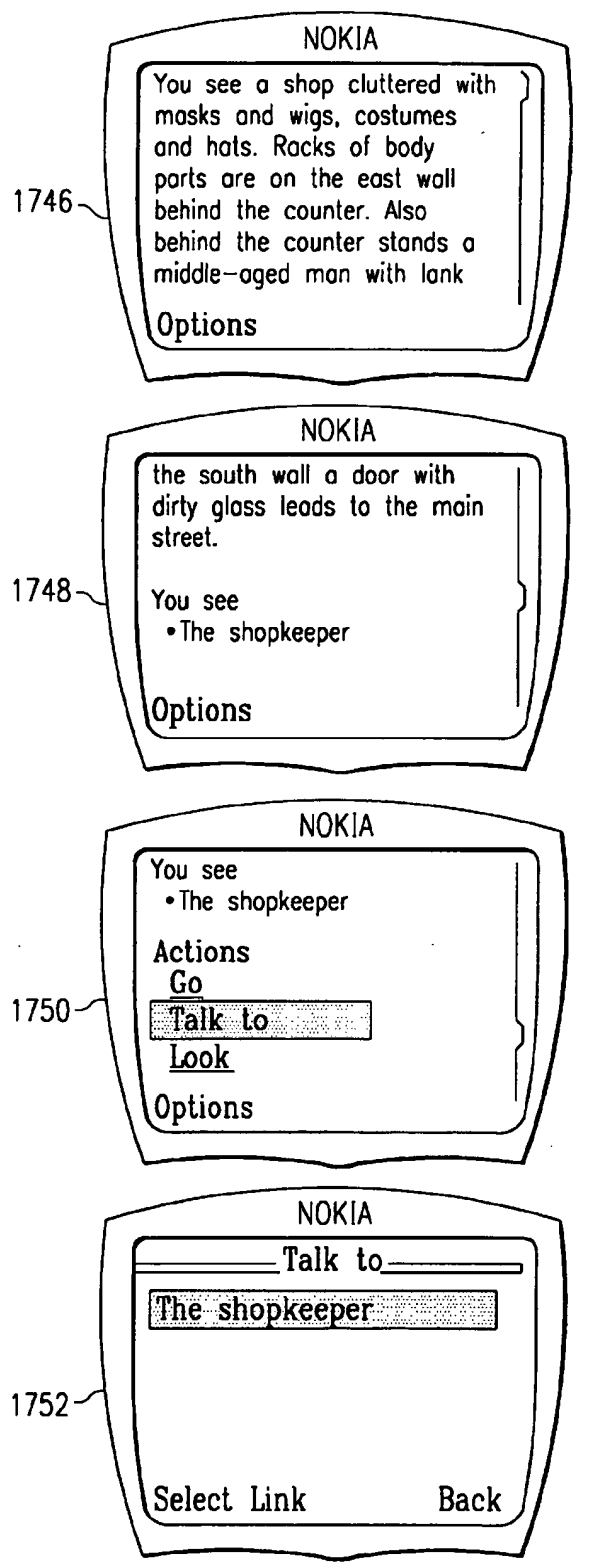 NOKIA
You see a shop cluttered with
masks and wigs, costumes
and hats. Racks of body
parts are on the east wall
behind the counter. Also
behind the counter stands a
middle-aged man with lank
Options
1746
NOKIA
the south wall a door with
dirty glass leads to the main
street.
You see
•The shopkeeper
Options
1748
NOKIA
You see
•The shopkeeper
Actions
Go
Talk to
Look
Options
1750
NOKIA
Talk to
The shopkeeper
Select Link Back
1752